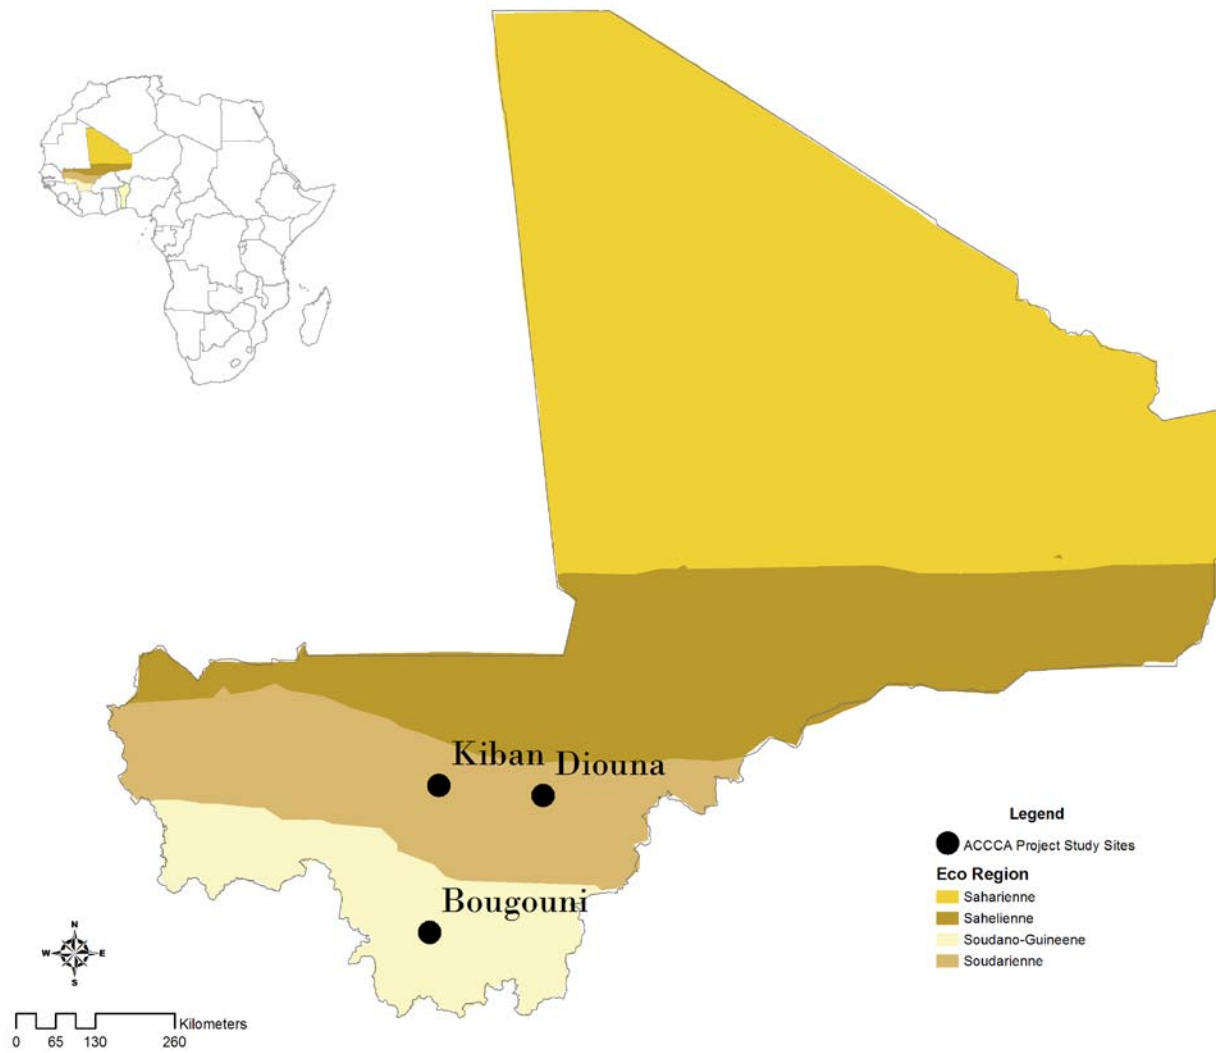 Kiban
Diouna
Bougouni
Legend
ACCCA Project Study Sites
Eco Region
Saharienne
Sahelienne
Soudano-Guineene
Soudarienne
N
W E
S
Kilometers
0 65 130 260